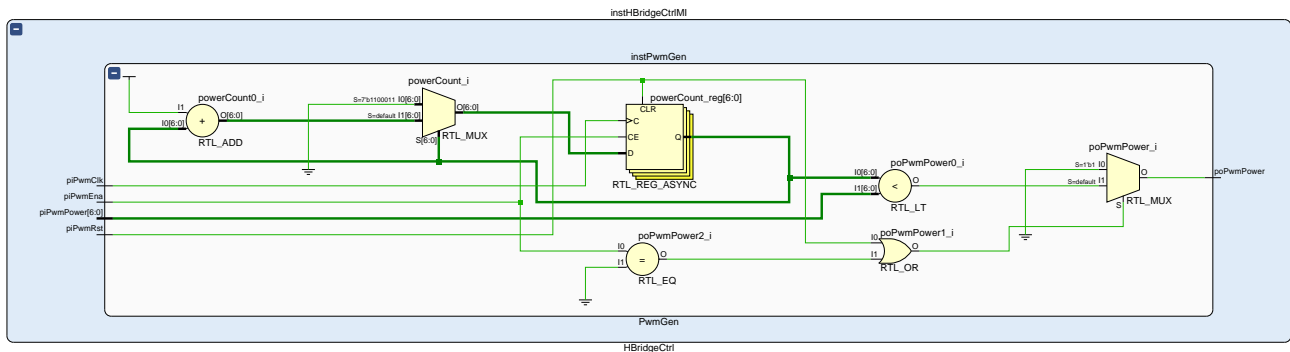 instHBridgeCtrlMI
instPwmGen
powerCount0_i
I1
I0[6:0]
+
O[6:0]
RTL_ADD
powerCount_i
S=7'b1100011 I0[6:0]
S=default I1[6:0]
S[6:0]
O[6:0]
RTL_MUX
powerCount_reg[6:0]
CLR
C
CE
D
Q
RTL_REG_ASYNC
piPwmClk
piPwmEna
piPwmPower[6:0]
piPwmRst
poPwmPower0_i
I0[6:0]
I1[6:0]
<
O
RTL_LT
poPwmPower_i
S=1'b1 I0
S=default I1
S
O
RTL_MUX
poPwmPower
poPwmPower2_i
I0
I1
=
O
RTL_EQ
poPwmPower1_i
I0
I1
O
RTL_OR
PwmGen
HBridgeCtrl